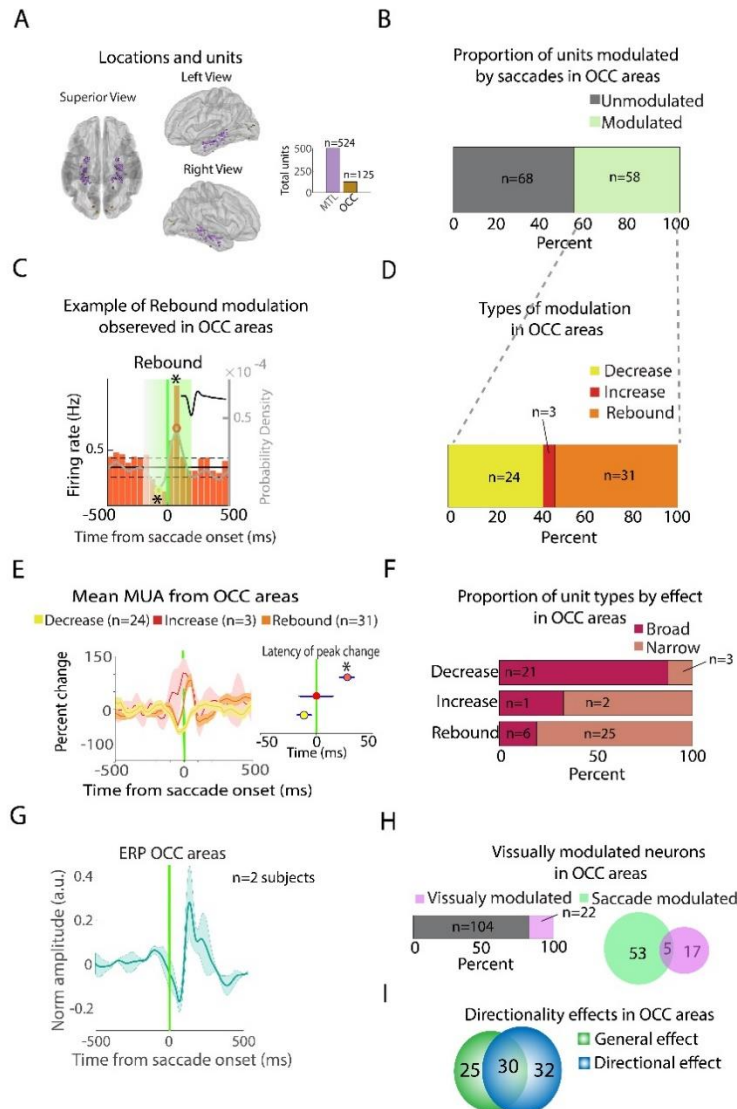 A
Locations and units
Superior View
Left View
Right View
Total units
500
250
0
n=524
n=125
MTL
OCC
B
Proportion of units modulated
by saccades in OCC areas
Unmodulated
Modulated
n=68
n=58
0 20 40 60 80 100
Percent
C
Example of Rebound modulation
obsereved in OCC areas
Rebound
×10⁻⁴
*
*
Firing rate (Hz)
0.5
0.5
Probability Density
-500 0 500
Time from saccade onset (ms)
D
Types of modulation
in OCC areas
Decrease
Increase
Rebound
n=3
n=24
n=31
0 20 40 60 80 100
Percent
E
Mean MUA from OCC areas
Decrease (n=24) Increase (n=3) Rebound (n=31)
Percent change
150
0
-100
-500 0 500
Time from saccade onset (ms)
Latency of peak change
*
-50 0 50
Time (ms)
F
Proportion of unit types by effect
in OCC areas
Broad
Narrow
n=3
Decrease n=21
Increase n=1 n=2
Rebound n=6 n=25
0 50 100
Percent
G
ERP OCC areas
n=2 subjects
Norm amplitude (a.u.)
0.4
0.2
0
-0.2
-500 0 500
Time from saccade onset (ms)
H
Vissually modulated neurons
in OCC areas
Vissualy modulated Saccade modulated
n=22
n=104
0 50 100
Percent
53 5 17
I
Directionality effects in OCC areas
General effect
Directional effect
25 30 32